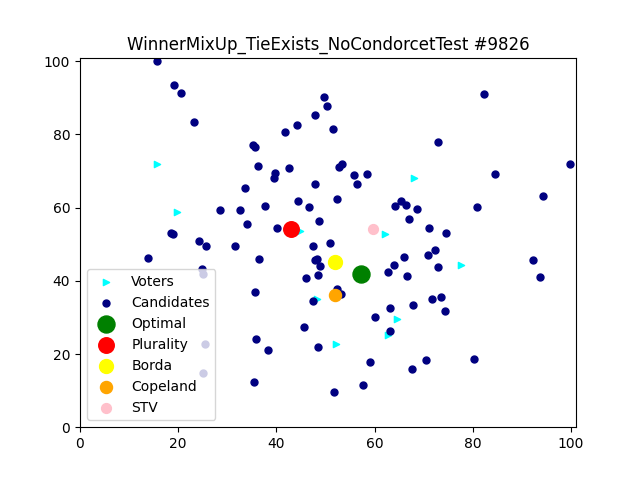 WinnerMixUp_TieExists_NoCondorcetTest #9826
100
80
60
40
20
0
Voters
Candidates
Optimal
Plurality
Borda
Copeland
STV
0 20 40 60 80 100